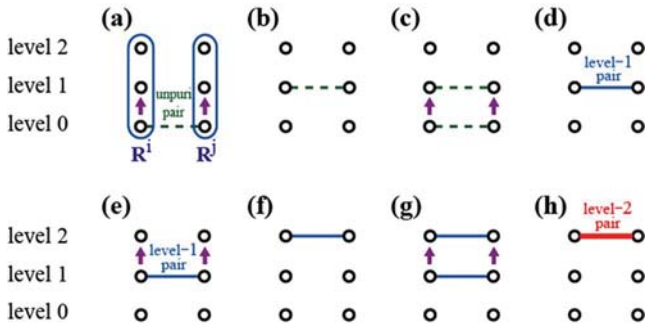 (a) (b) (c) (d)
level 2
level-1
pair
level 1
unpuri
pair
level 0
R^i R^j
(e) (f) (g) (h)
level-2
pair
level 2
level-1
pair
level 1
level 0